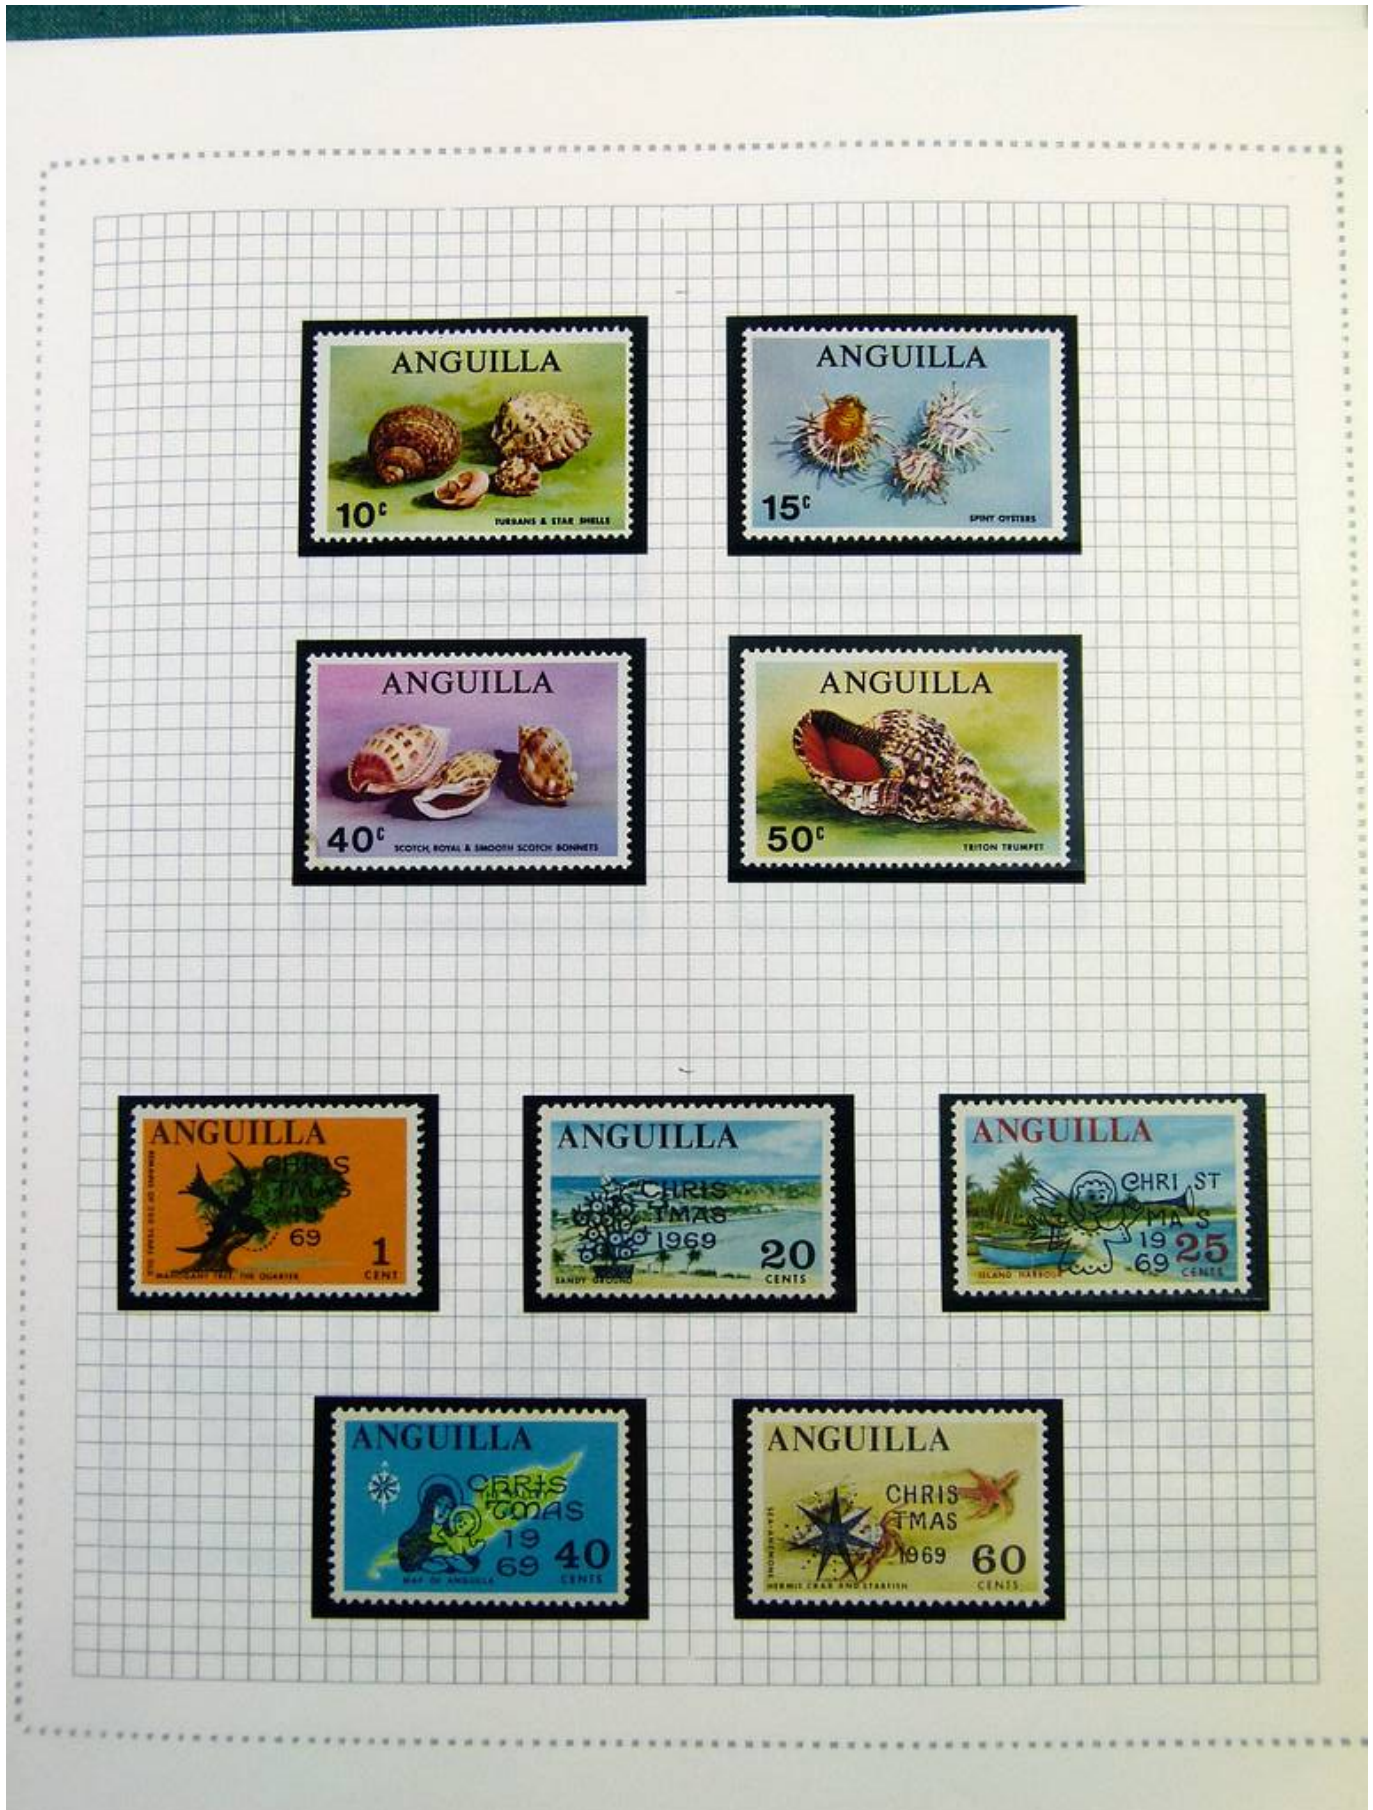 ANGUILLA
10c
TURBANS & STAR SHELLS
ANGUILLA
15c
SPINY OYSTERS
ANGUILLA
40c
SCOTCH, ROYAL & SMOOTH SCOTCH BONNETS
ANGUILLA
50c
TRITON TRUMPET
ANGUILLA
CHRIS
TMAS
69
1
CENT
MAHOGANY TREE, THE QUARTER
ANGUILLA
CHRIS
TMAS
1969
20
CENTS
SANDY GROUND
ANGUILLA
CHRI ST
MA S
19
69
25
CENTS
ISLAND HARBOUR
ANGUILLA
CHRIS
TMAS
19
69
40
CENTS
MAP OF ANGUILLA
ANGUILLA
CHRIS
TMAS
1969
60
CENTS
SEA-ANEMONE
HERMIT CRAB AND STARFISH